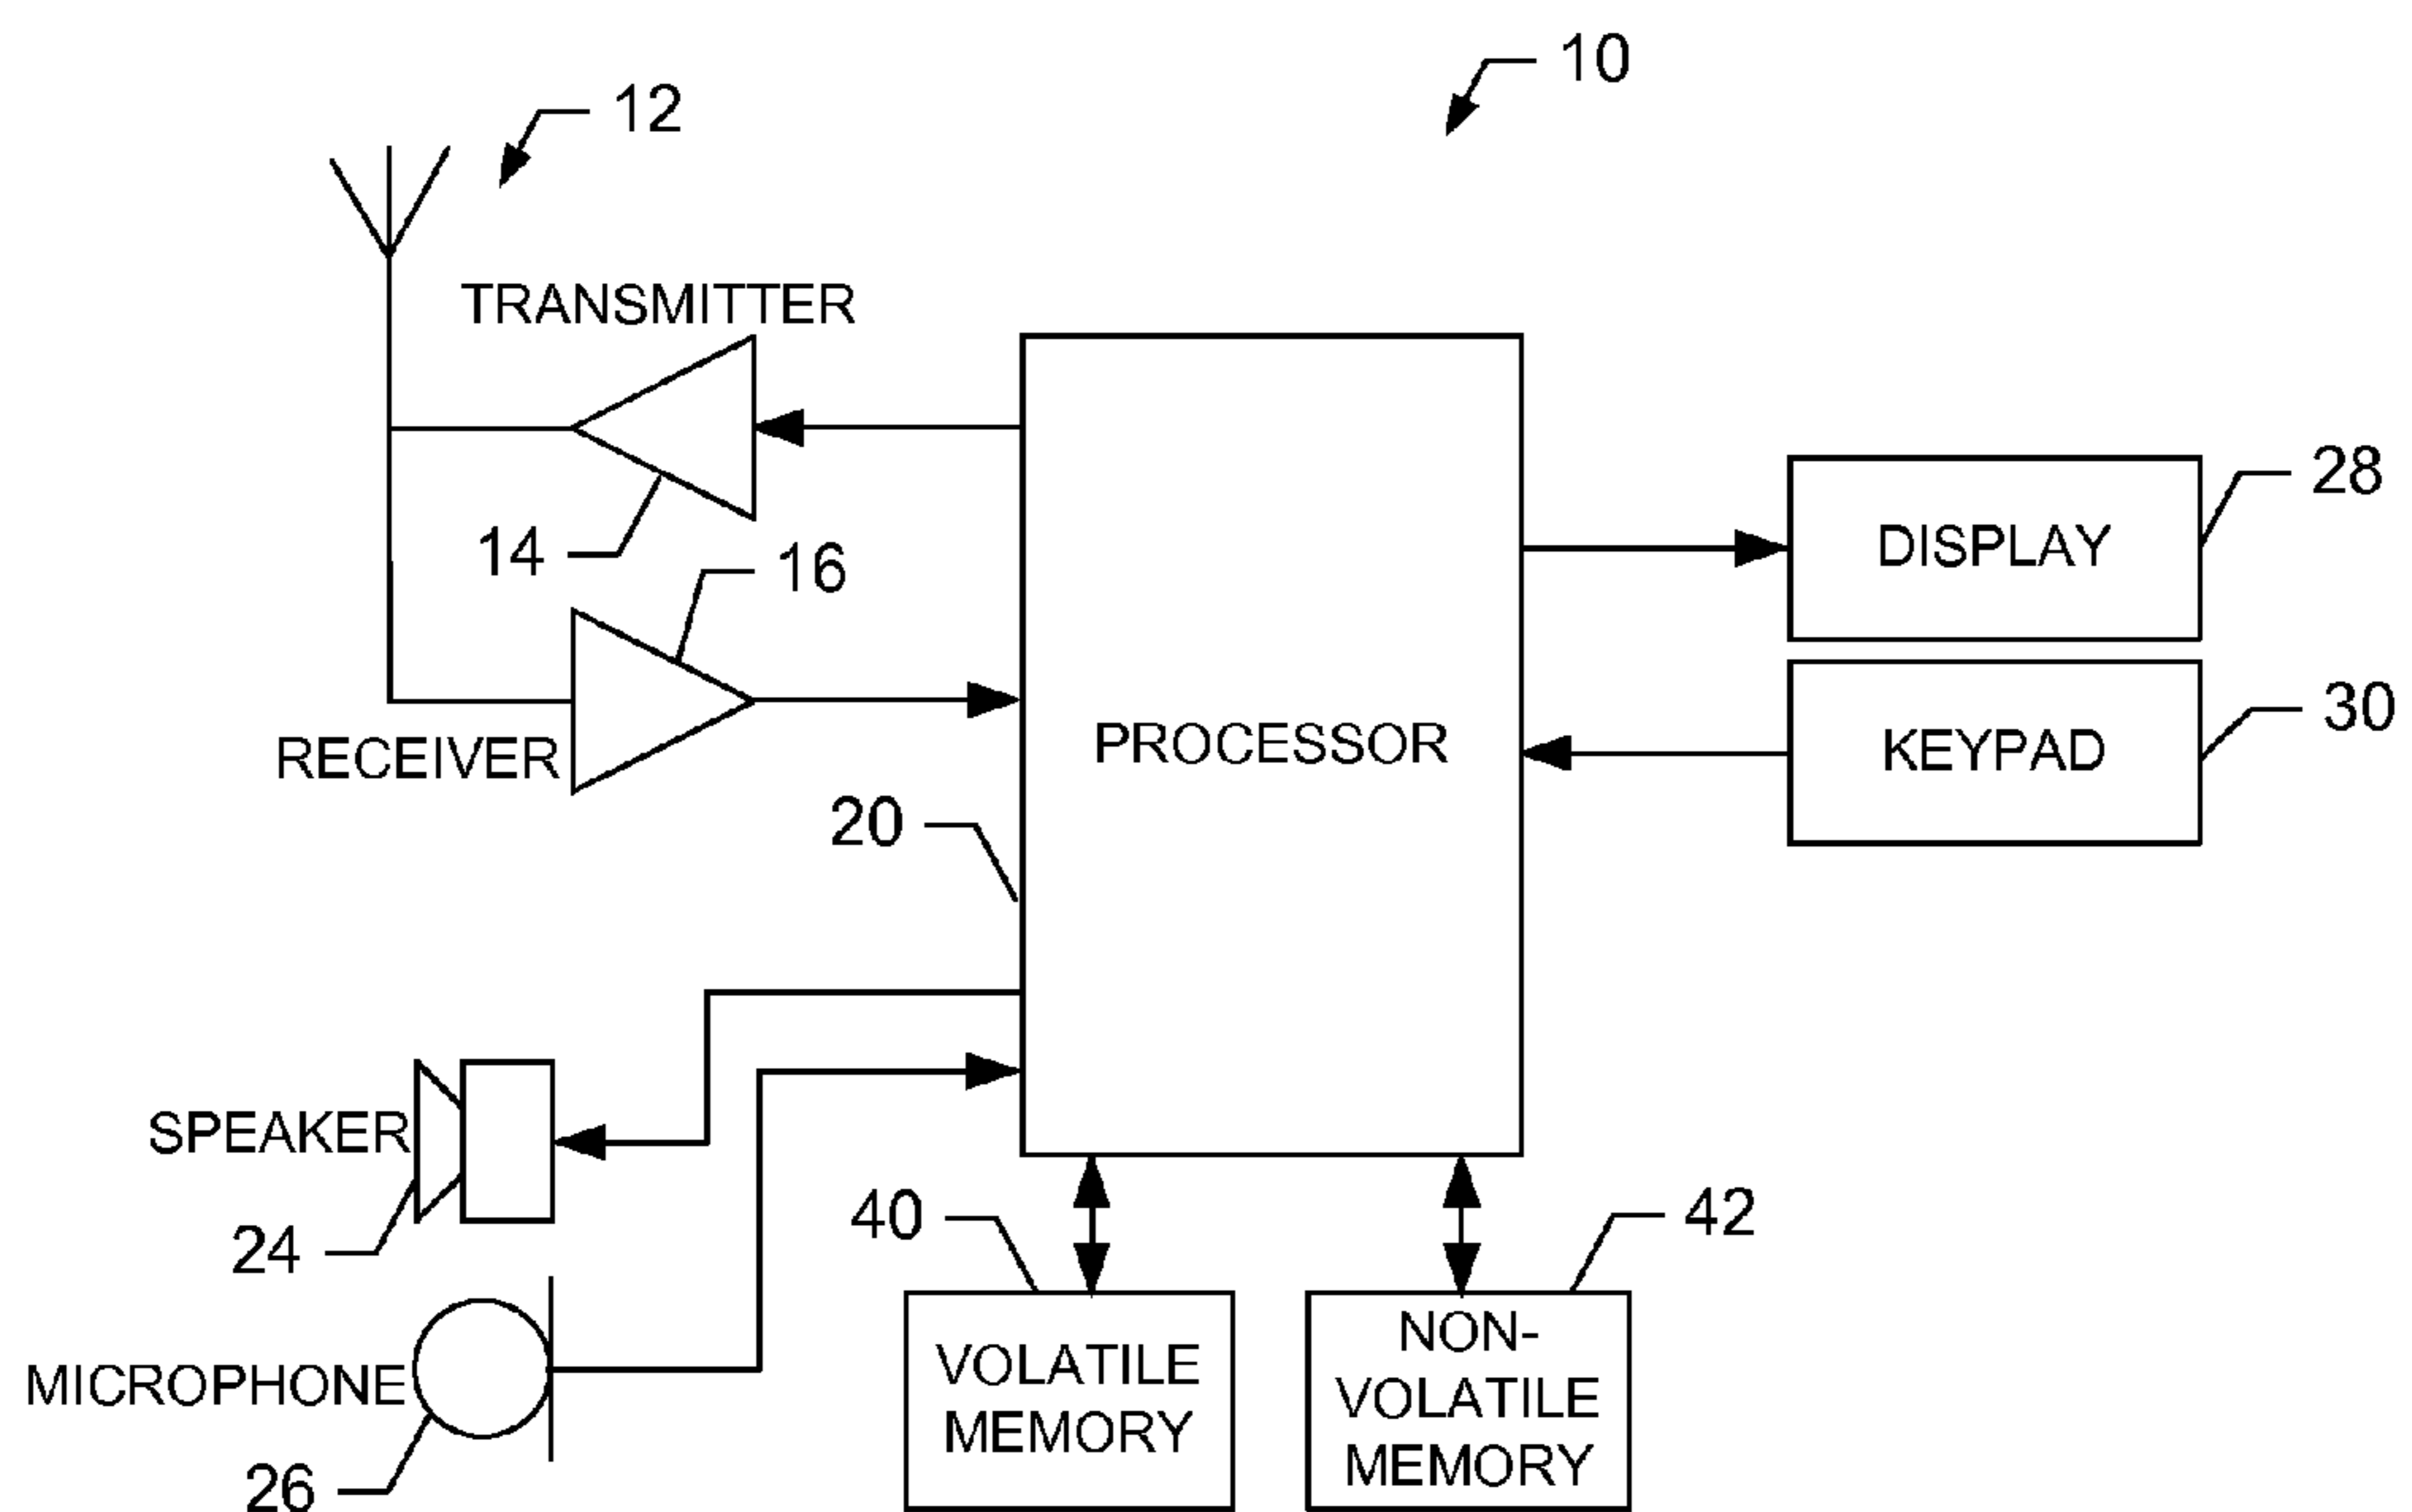 10
12
TRANSMITTER
14
16
RECEIVER
PROCESSOR
20
DISPLAY
28
KEYPAD
30
SPEAKER
24
MICROPHONE
26
40
VOLATILE
MEMORY
42
NON-
VOLATILE
MEMORY